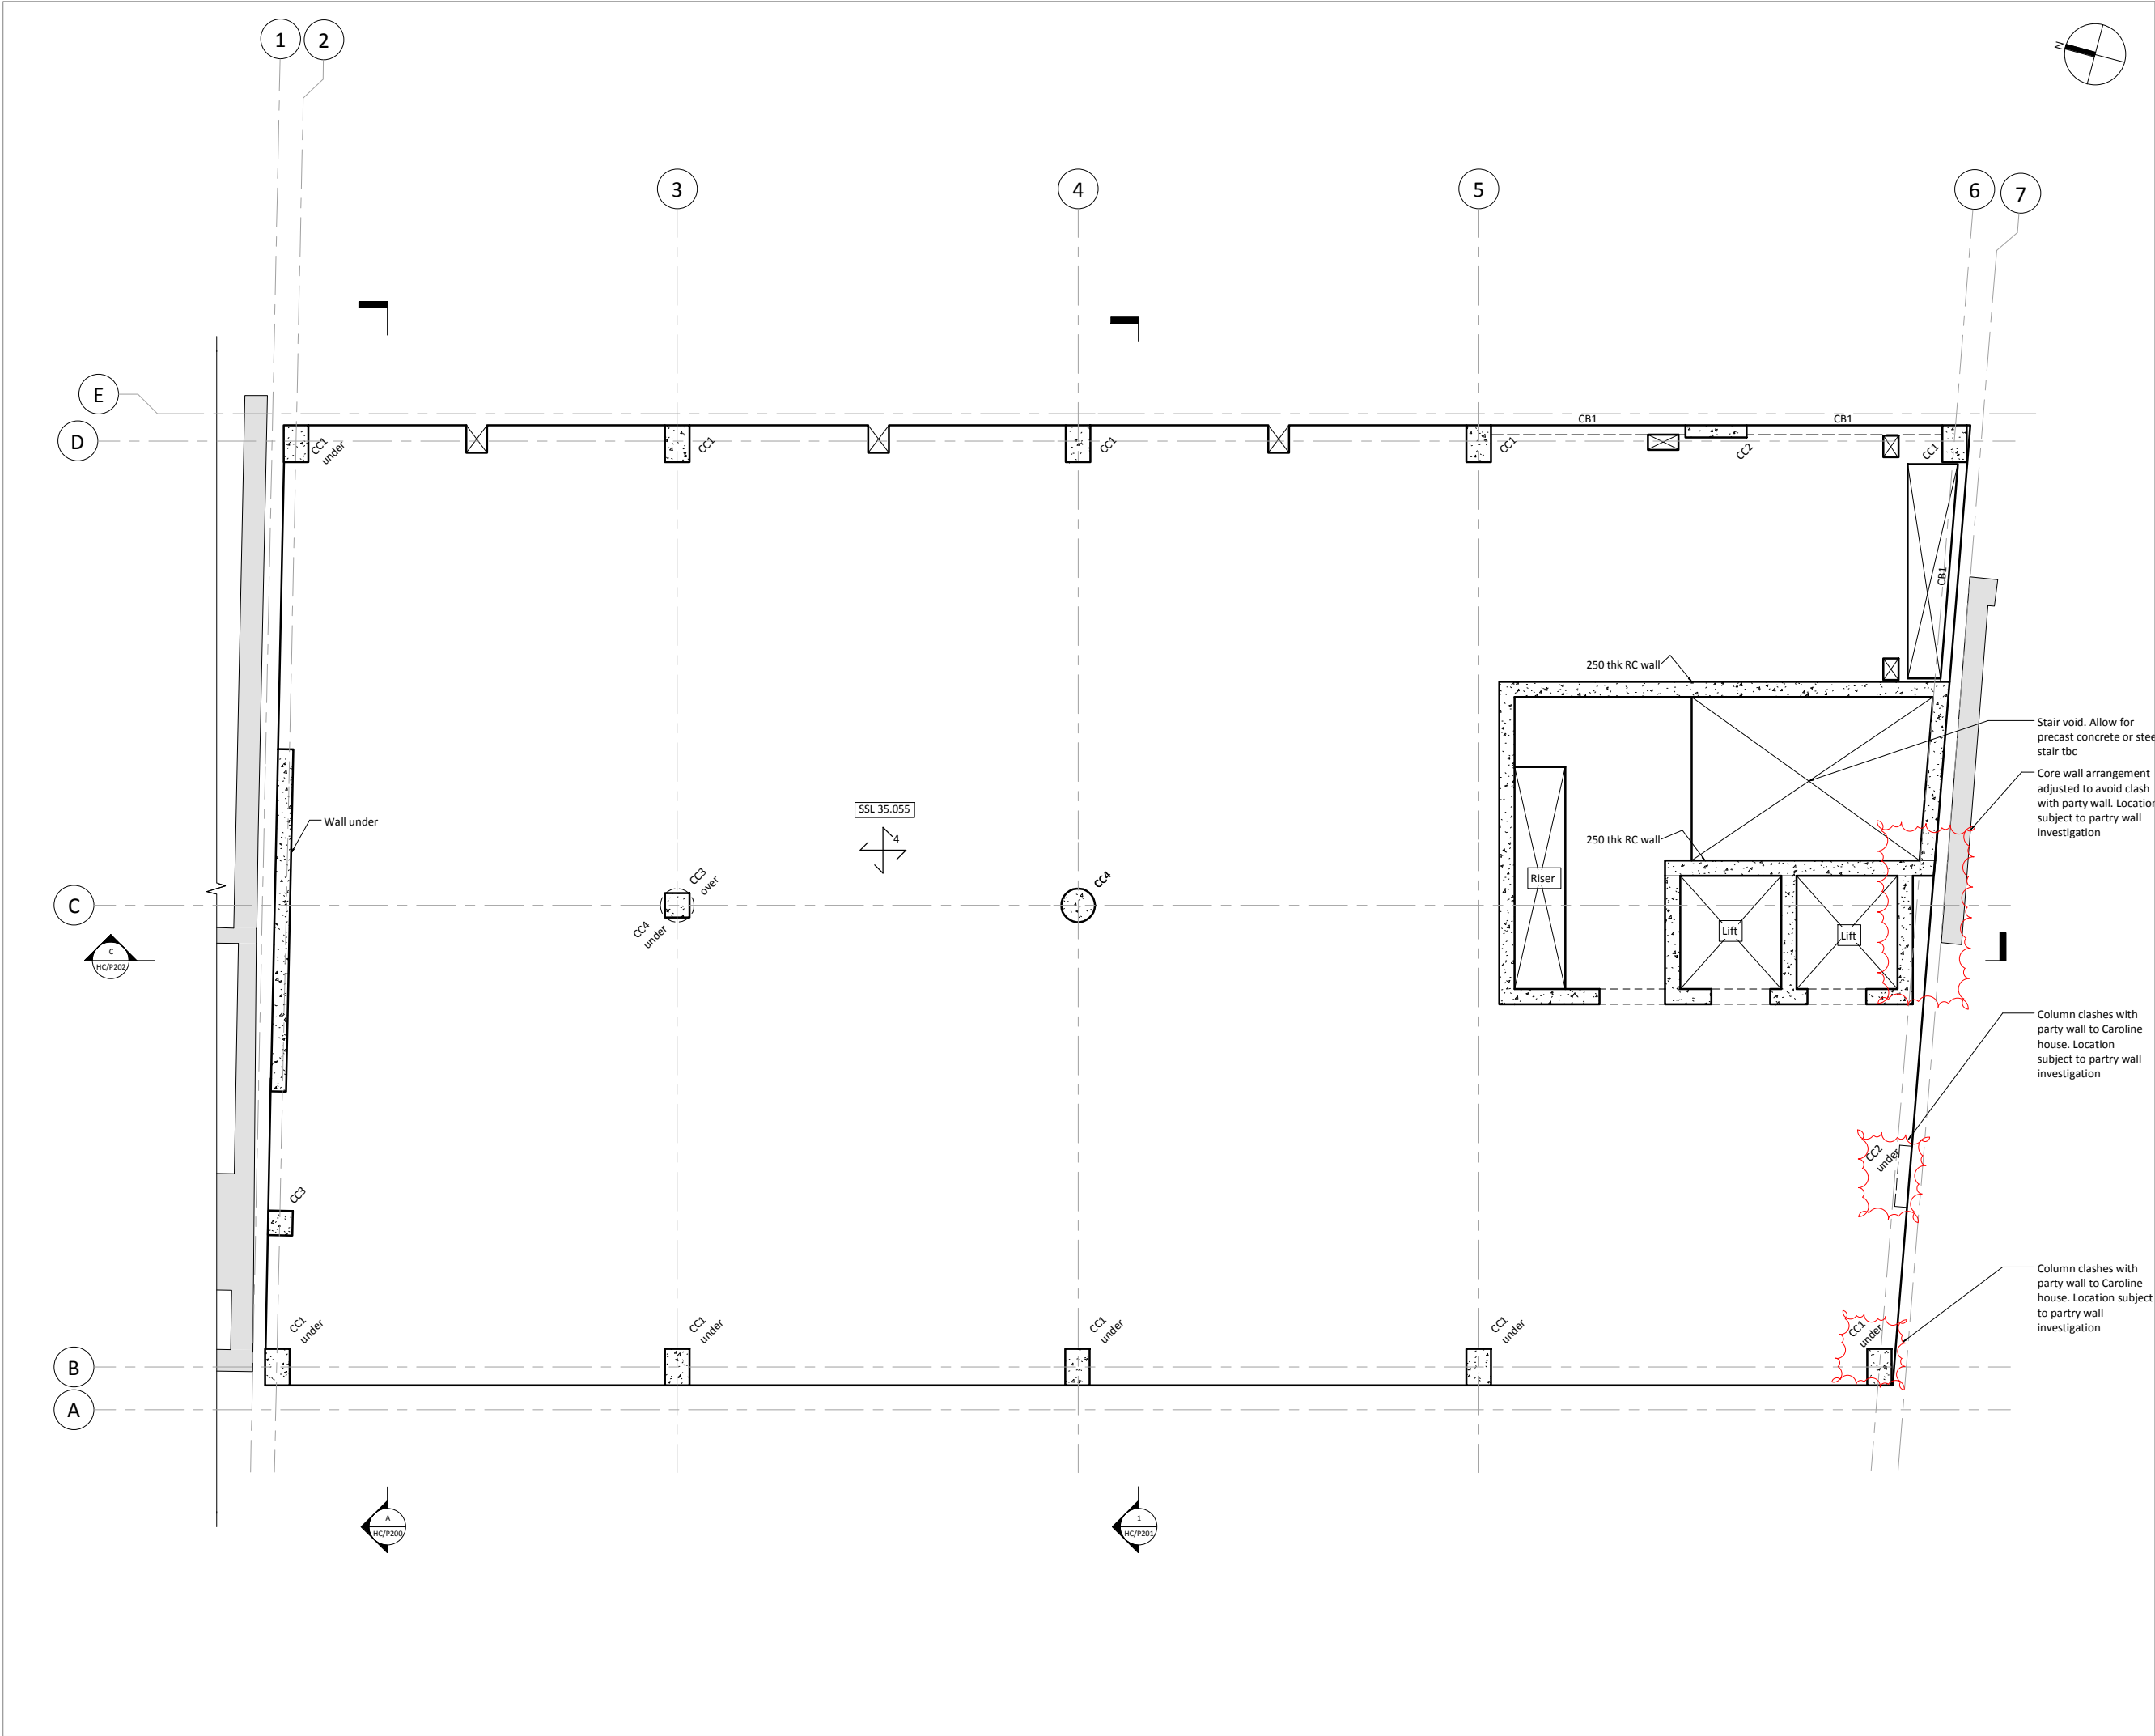 1
2
N
3
4
5
6
7
E
D
CB1
CB1
CC1
under
CC1
CC1
CC1
CC2
CC1
CB1
250 thk RC wall
Stair void. Allow for
precast concrete or stee
stair tbc
Core wall arrangement
adjusted to avoid clash
with party wall. Location
subject to partry wall
investigation
SSL 35.055
4
Wall under
250 thk RC wall
Riser
CC3
over
CC4
under
CC4
C
Lift
Lift
C
HC/P202
Column clashes with
party wall to Caroline
house. Location
subject to partry wall
investigation
CC2
under
CC3
Column clashes with
party wall to Caroline
house. Location subject
to partry wall
investigation
CC1
under
CC1
under
CC1
under
CC1
under
CC1
under
B
A
A
HC/P200
1
HC/P201